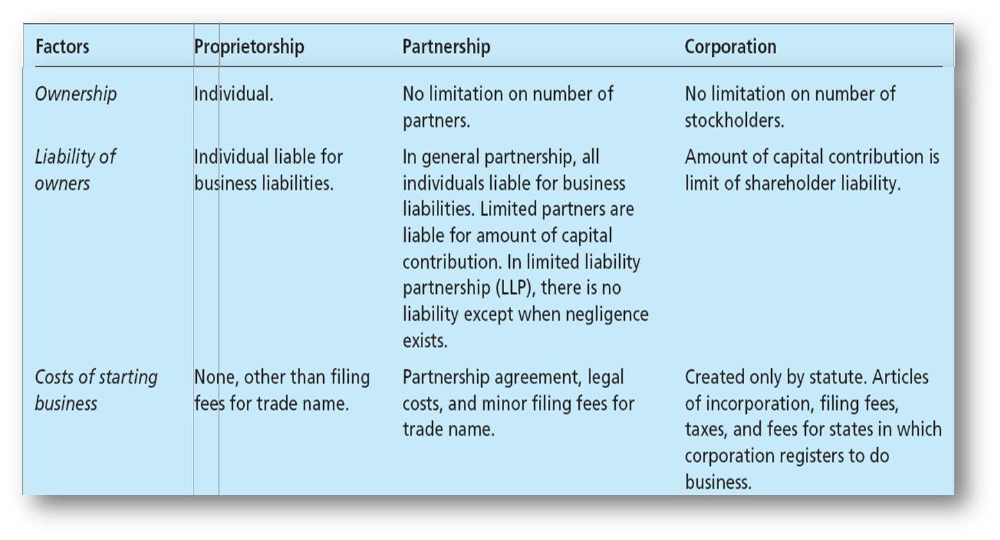 Factors Proprietorship Partnership Corporation
Ownership Individual. No limitation on number of No limitation on number of
partners. stockholders.
Liability of Individual liable for In general partnership, all Amount of capital contribution is
owners business liabilities. individuals liable for business limit of shareholder liability.
liabilities. Limited partners are
liable for amount of capital
contribution. In limited liability
partnership (LLP), there is no
liability except when negligence
exists.
Costs of starting None, other than filing Partnership agreement, legal Created only by statute. Articles
business fees for trade name. costs, and minor filing fees for of incorporation, filing fees,
trade name. taxes, and fees for states in which
corporation registers to do
business.